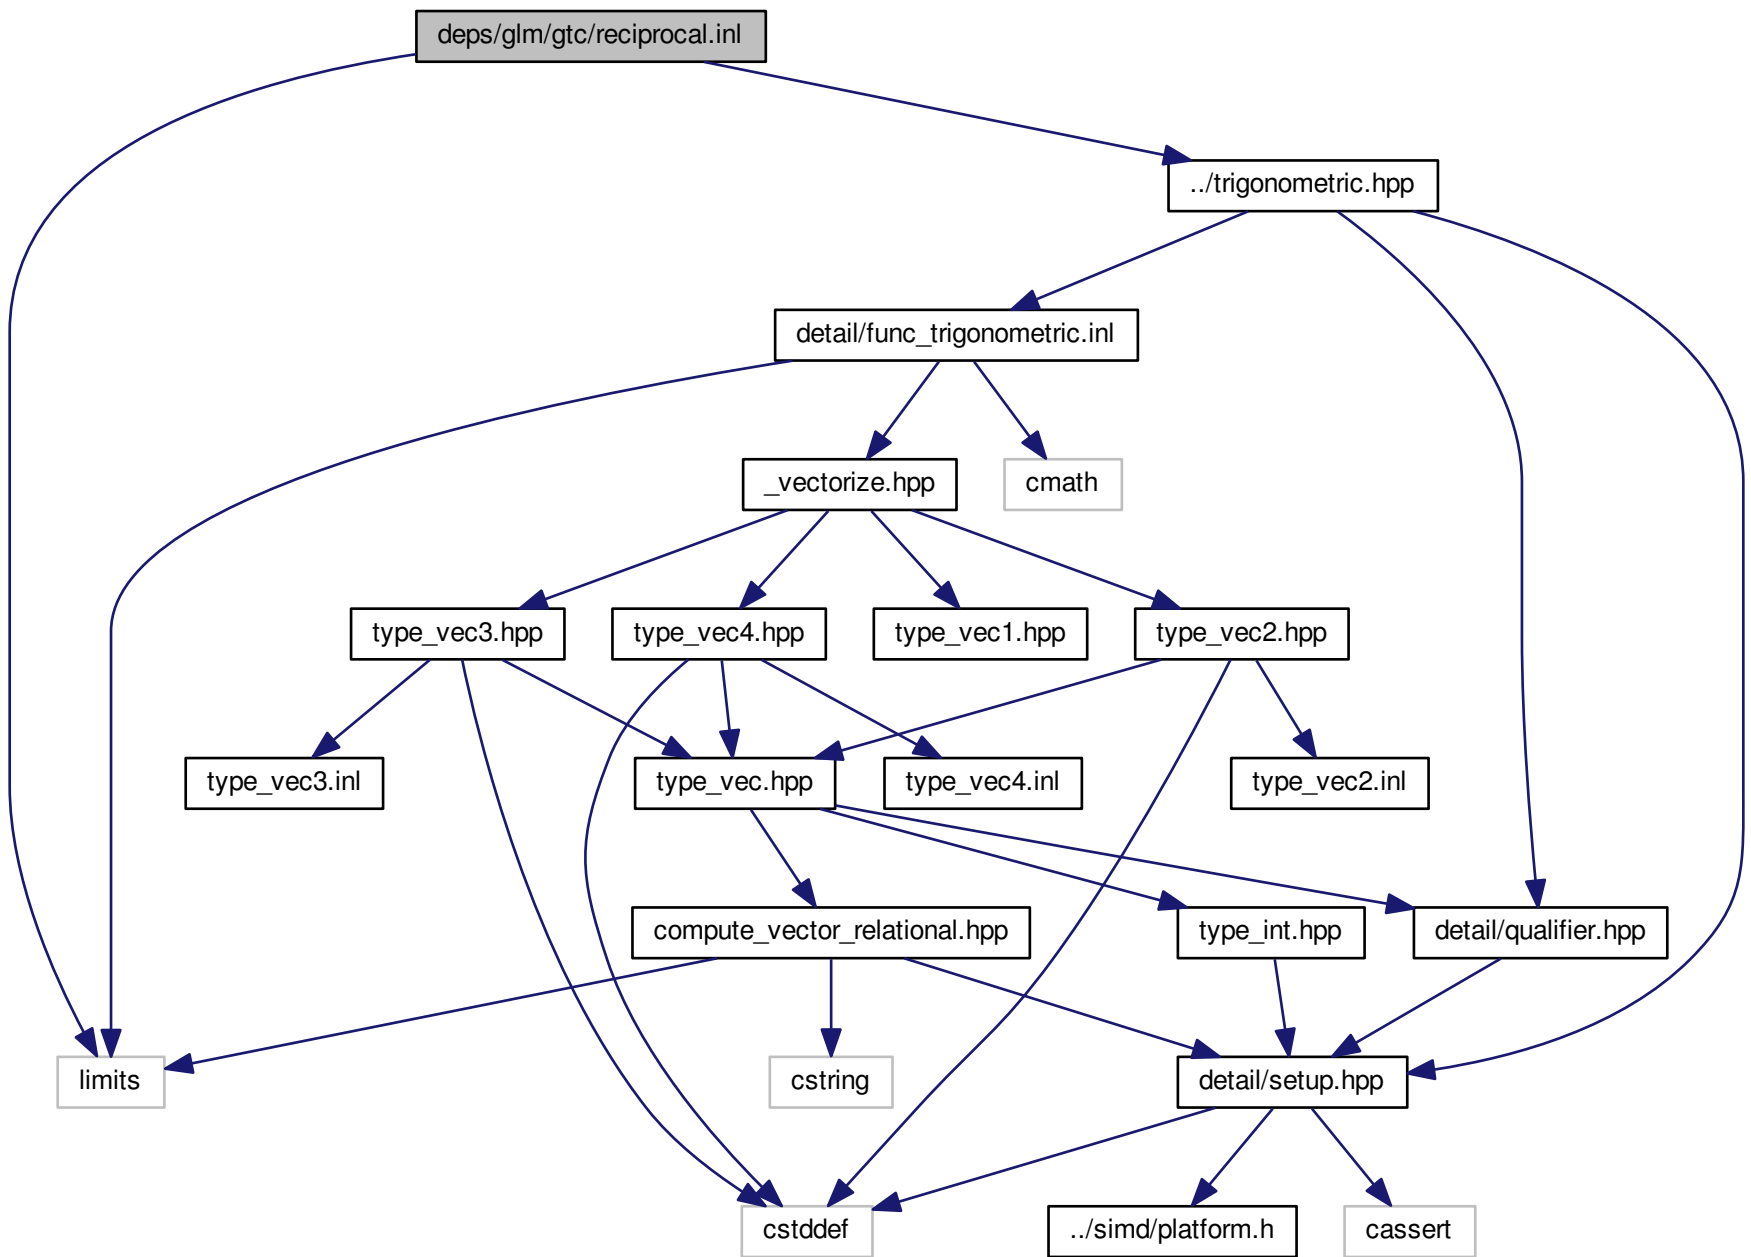 deps/glm/gtc/reciprocal.inl
../trigonometric.hpp
detail/func_trigonometric.inl
_vectorize.hpp
cmath
type_vec3.hpp
type_vec4.hpp
type_vec1.hpp
type_vec2.hpp
type_vec3.inl
type_vec.hpp
type_vec4.inl
type_vec2.inl
compute_vector_relational.hpp
type_int.hpp
detail/qualifier.hpp
limits
cstring
detail/setup.hpp
cstddef
../simd/platform.h
cassert